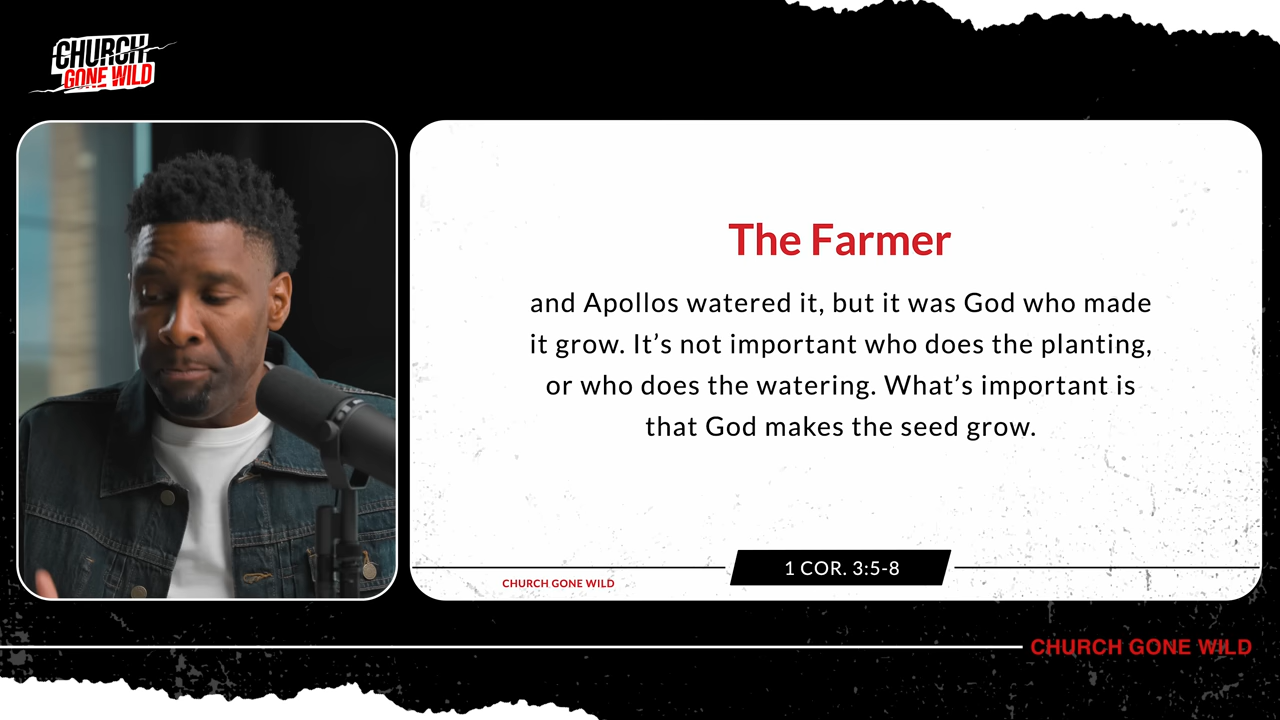 CHURCH
GONE WILD
The Farmer
and Apollos watered it, but it was God who made
it grow. It’s not important who does the planting,
or who does the watering. What’s important is
that God makes the seed grow.
1 COR. 3:5-8
CHURCH GONE WILD
CHURCH GONE WILD